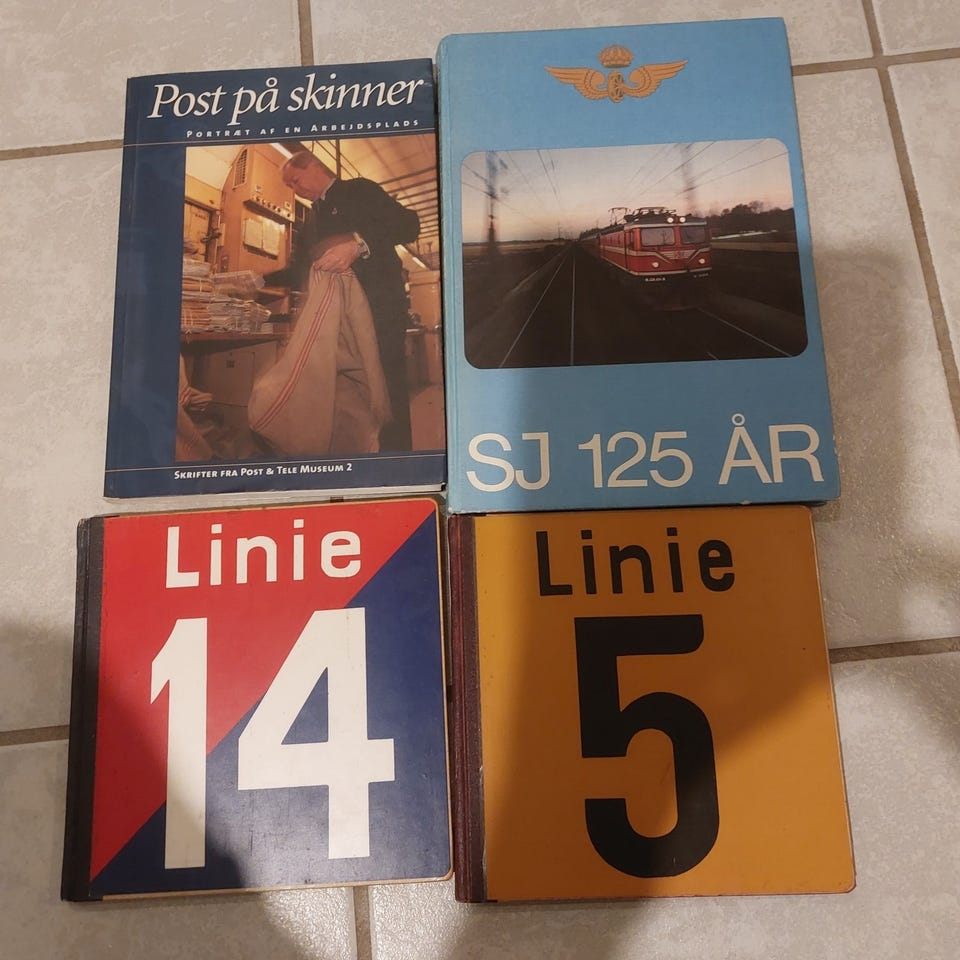 Post på skinner
PORTRÆT AF EN ARBEJDSPLADS
SKRIFTER FRA POST & TELE MUSEUM 2
SJ 125 ÅR
Linie
14
Linie
5